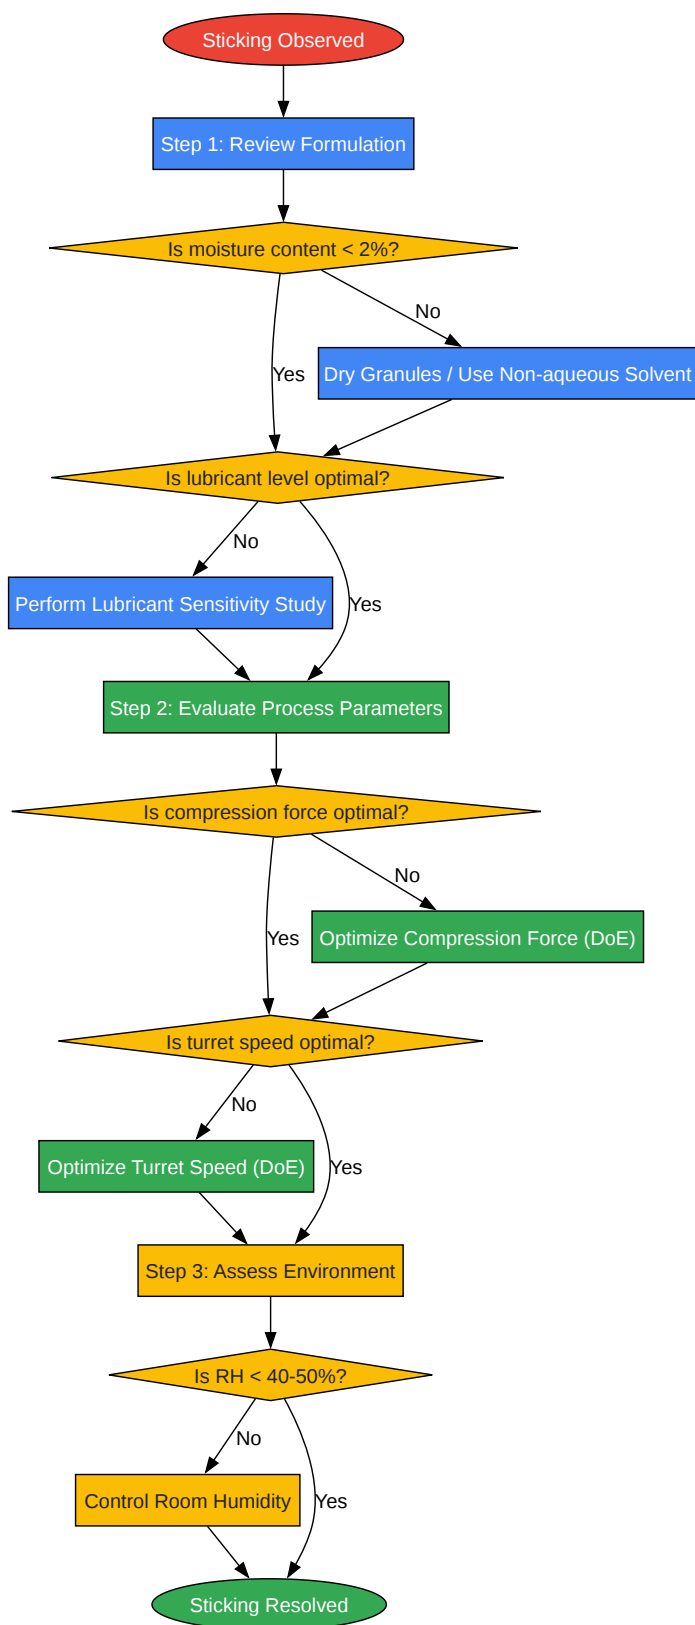 Sticking Observed
Step 1: Review Formulation
Is moisture content < 2%?
No
Yes
Dry Granules / Use Non-aqueous Solvent
Is lubricant level optimal?
No
Perform Lubricant Sensitivity Study
Yes
Step 2: Evaluate Process Parameters
Is compression force optimal?
No
Yes
Optimize Compression Force (DoE)
Is turret speed optimal?
No
Optimize Turret Speed (DoE)
Yes
Step 3: Assess Environment
Is RH < 40-50%?
No
Control Room Humidity
Yes
Sticking Resolved